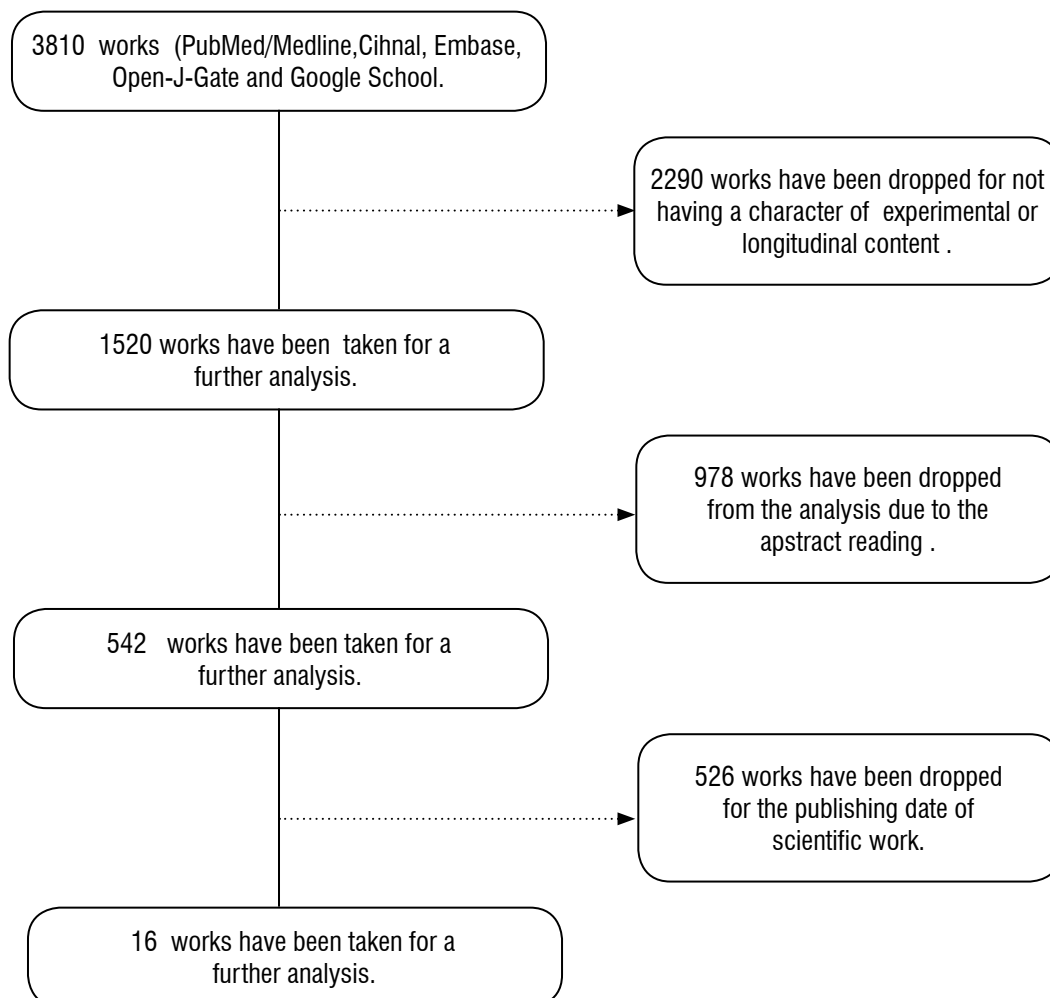 3810 works (PubMed/Medline,Cihnal, Embase,
Open-J-Gate and Google School.
2290 works have been dropped for not
having a character of experimental or
longitudinal content .
1520 works have been taken for a
further analysis.
978 works have been dropped
from the analysis due to the
apstract reading .
542 works have been taken for a
further analysis.
526 works have been dropped
for the publishing date of
scientific work.
16 works have been taken for a
further analysis.